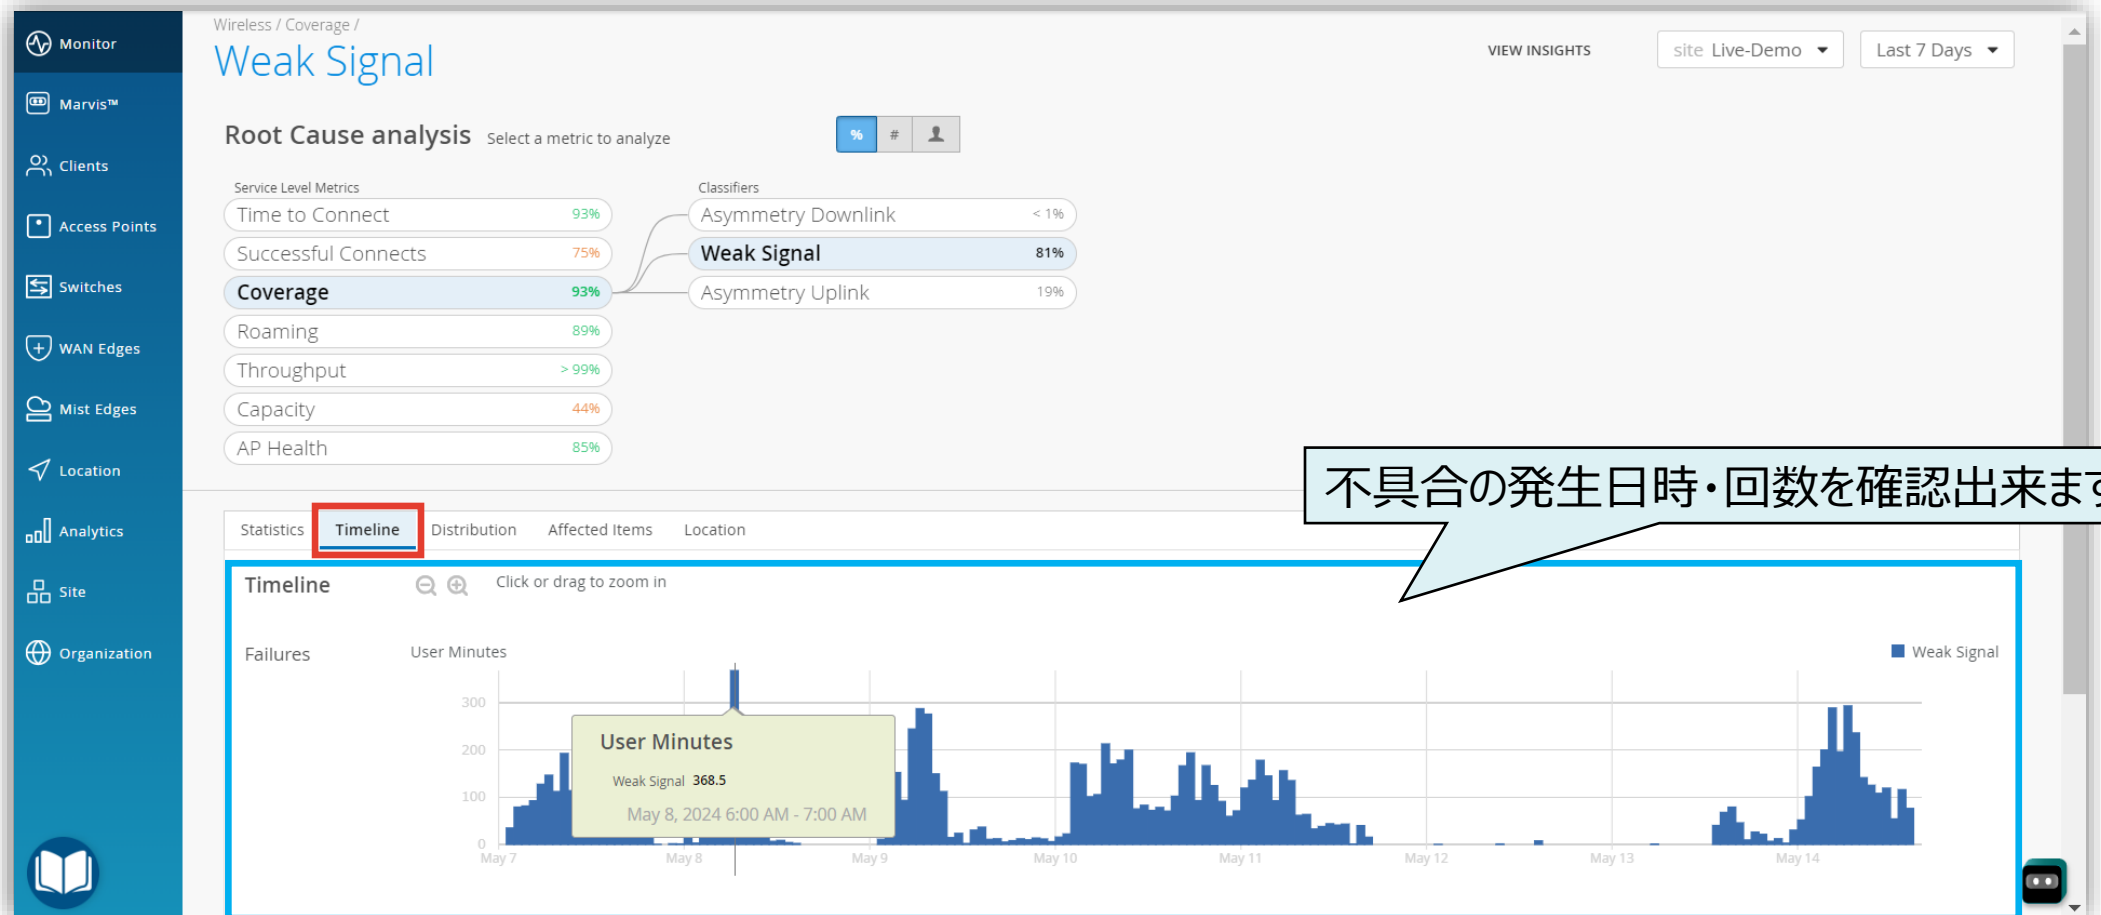 Monitor
Marvis™
Clients
Access Points
Switches
WAN Edges
Mist Edges
Location
Analytics
Site
Organization
Wireless / Coverage /
Weak Signal
VIEW INSIGHTS
site Live-Demo
Last 7 Days
Root Cause analysis Select a metric to analyze
% #
Service Level Metrics
Time to Connect 93%
Successful Connects 75%
Coverage 93%
Roaming 89%
Throughput > 99%
Capacity 44%
AP Health 85%
Classifiers
Asymmetry Downlink < 1%
Weak Signal 81%
Asymmetry Uplink 19%
不具合の発生日時・回数を確認出来ます
Statistics Timeline Distribution Affected Items Location
Timeline Click or drag to zoom in
Failures
User Minutes
Weak Signal
300
200
100
0
User Minutes
Weak Signal 368.5
May 8, 2024 6:00 AM - 7:00 AM
May 7 May 8 May 9 May 10 May 11 May 12 May 13 May 14